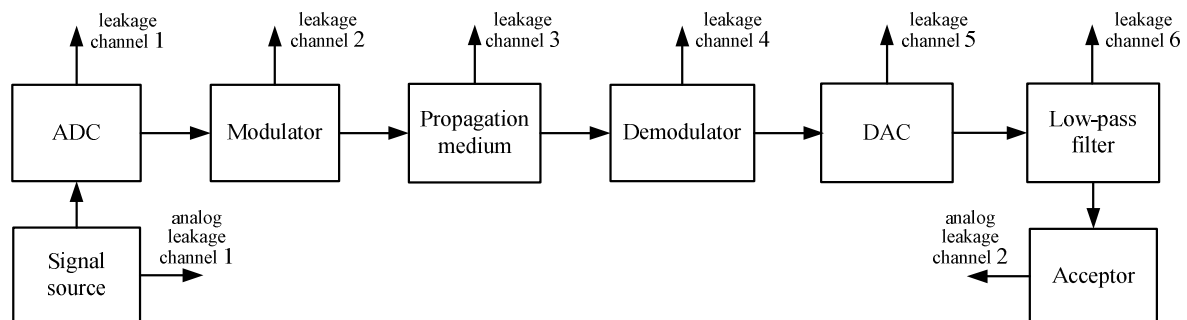 leakage
channel 1
leakage
channel 2
leakage
channel 3
leakage
channel 4
leakage
channel 5
leakage
channel 6
ADC
Modulator
Propagation
medium
Demodulator
DAC
Low-pass
filter
Signal
source
analog
leakage
channel 1
analog
leakage
channel 2
Acceptor